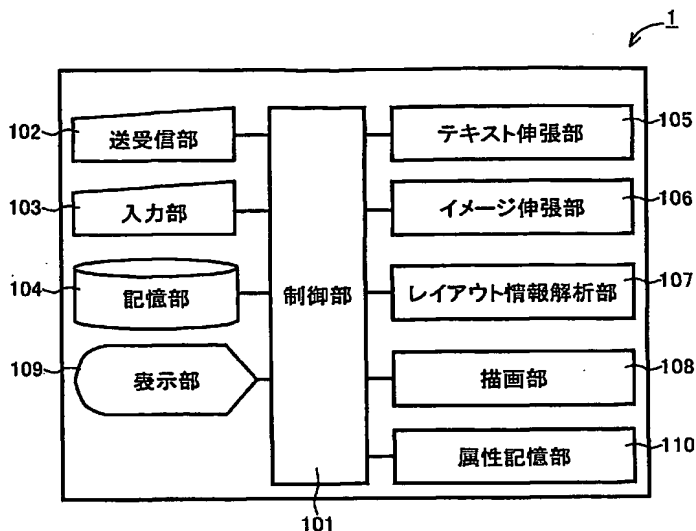 1
102
送受信部
103
入力部
104
記憶部
109
表示部
制御部
101
テキスト伸張部
105
イメージ伸張部
106
レイアウト情報解析部
107
描画部
108
属性記憶部
110